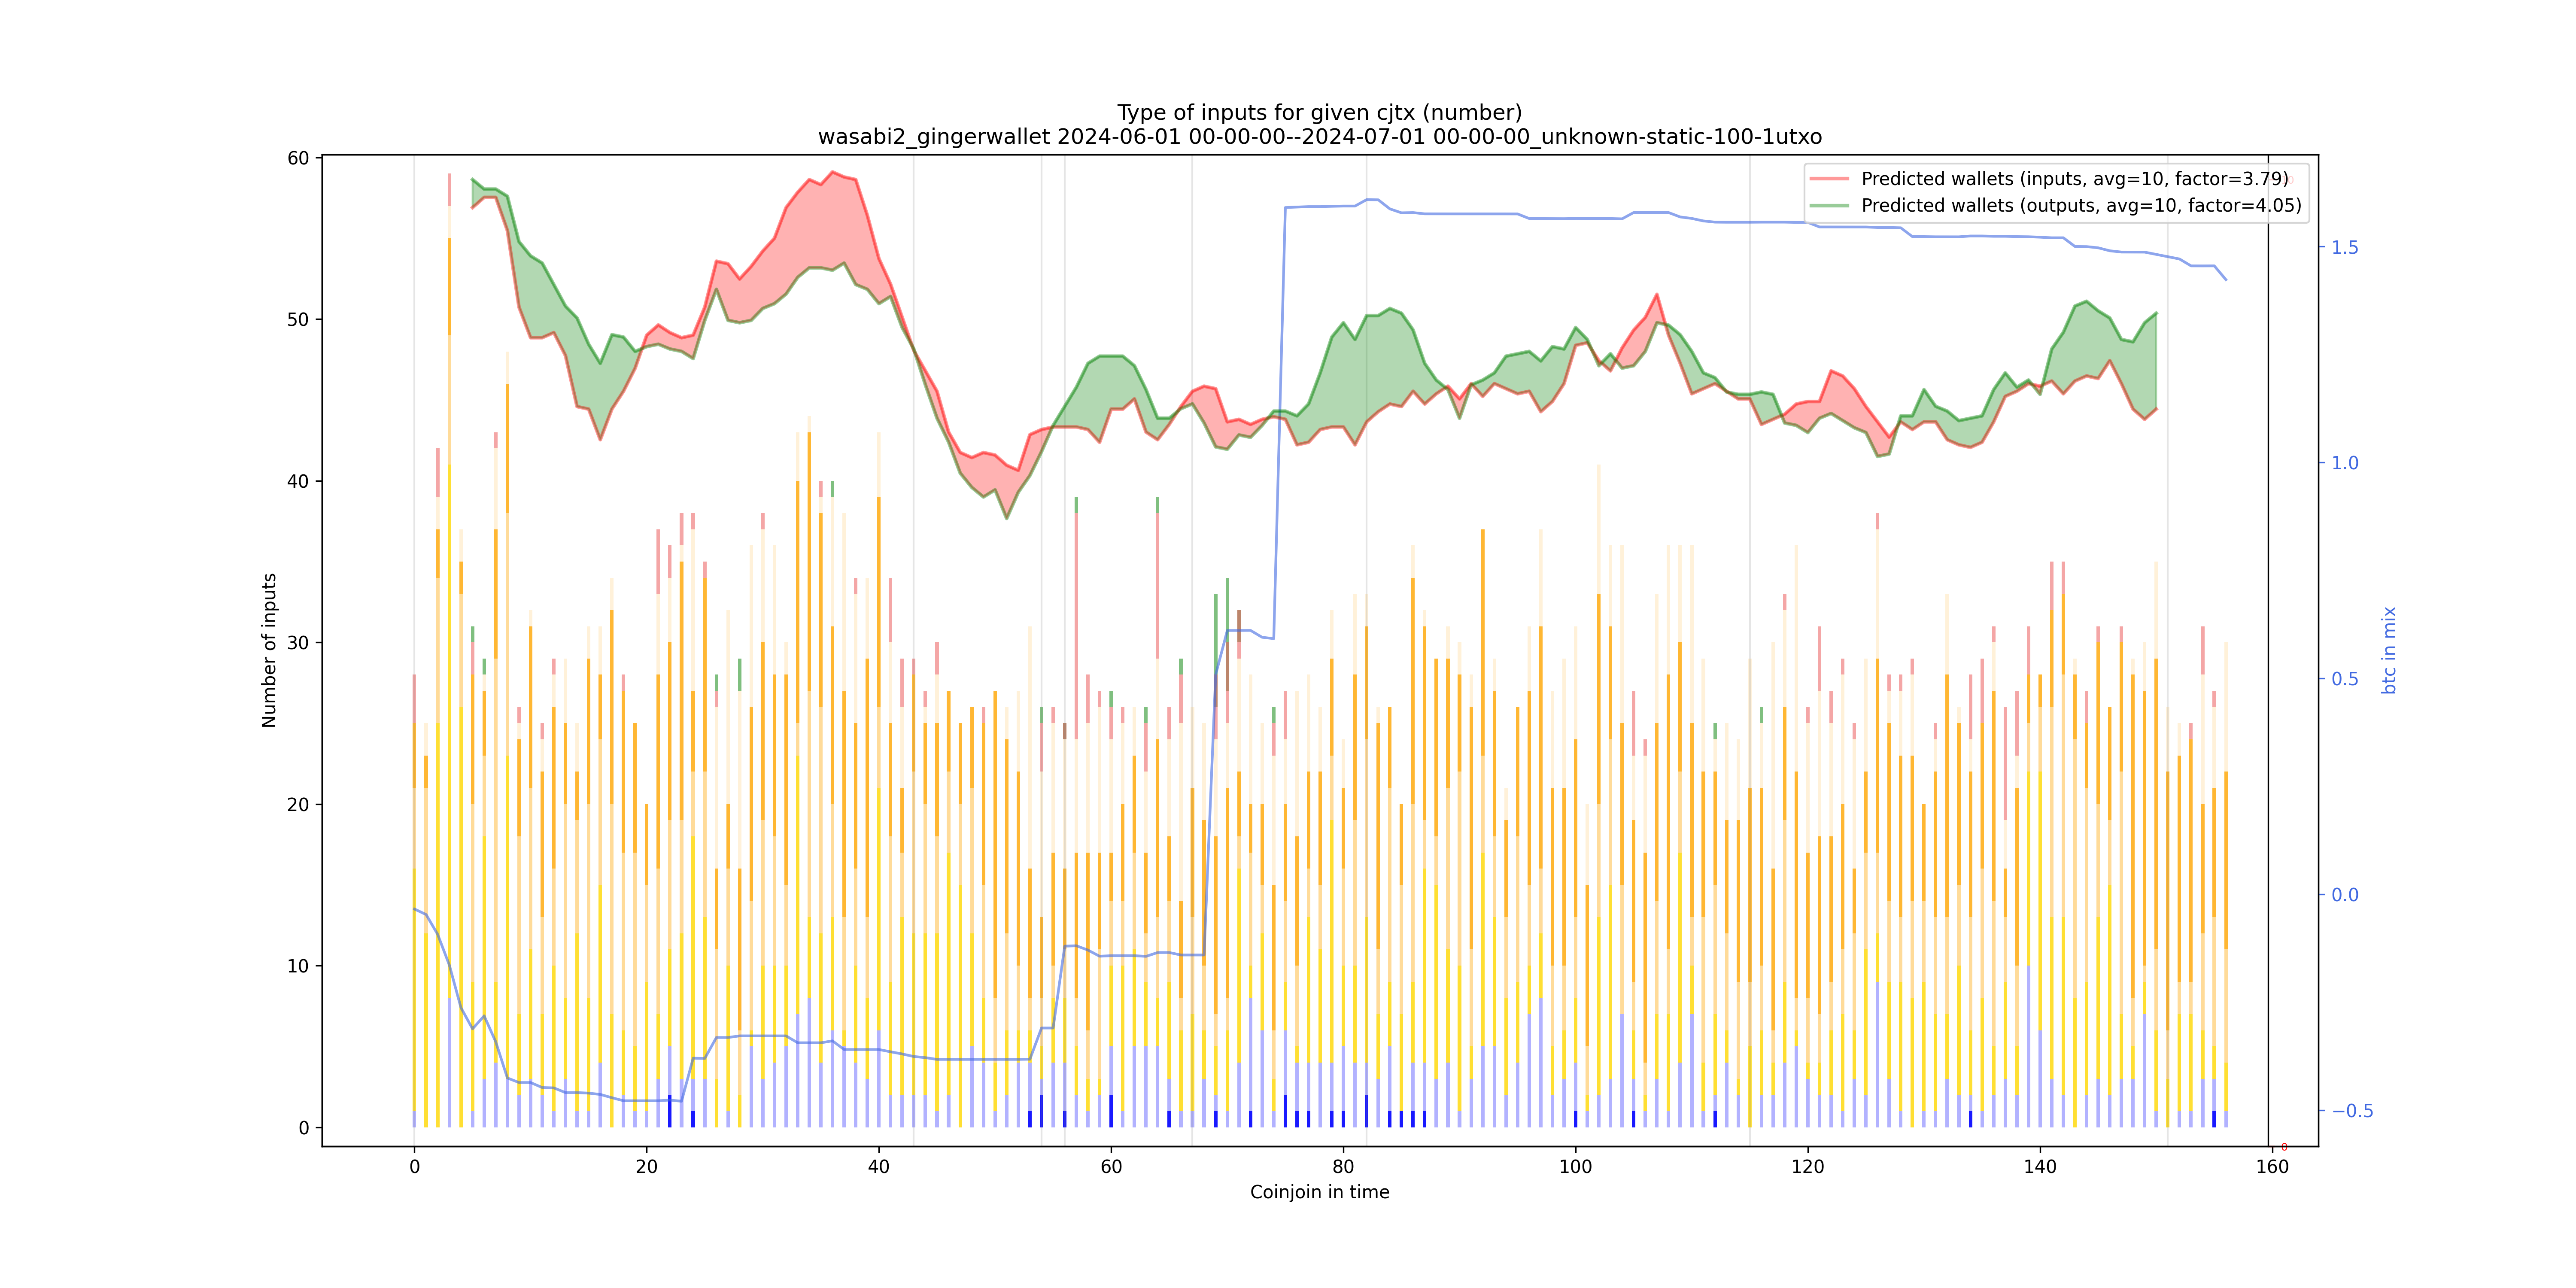 Type of inputs for given cjtx (number)
wasabi2_gingerwallet 2024-06-01 00-00-00--2024-07-01 00-00-00_unknown-static-100-1utxo
Predicted wallets (inputs, avg=10, factor=3.79)
Predicted wallets (outputs, avg=10, factor=4.05)
60
50
40
30
20
10
0
Number of inputs
1.5
1.0
0.5
0.0
−0.5
btc in mix
0
0 20 40 60 80 100 120 140 160
Coinjoin in time